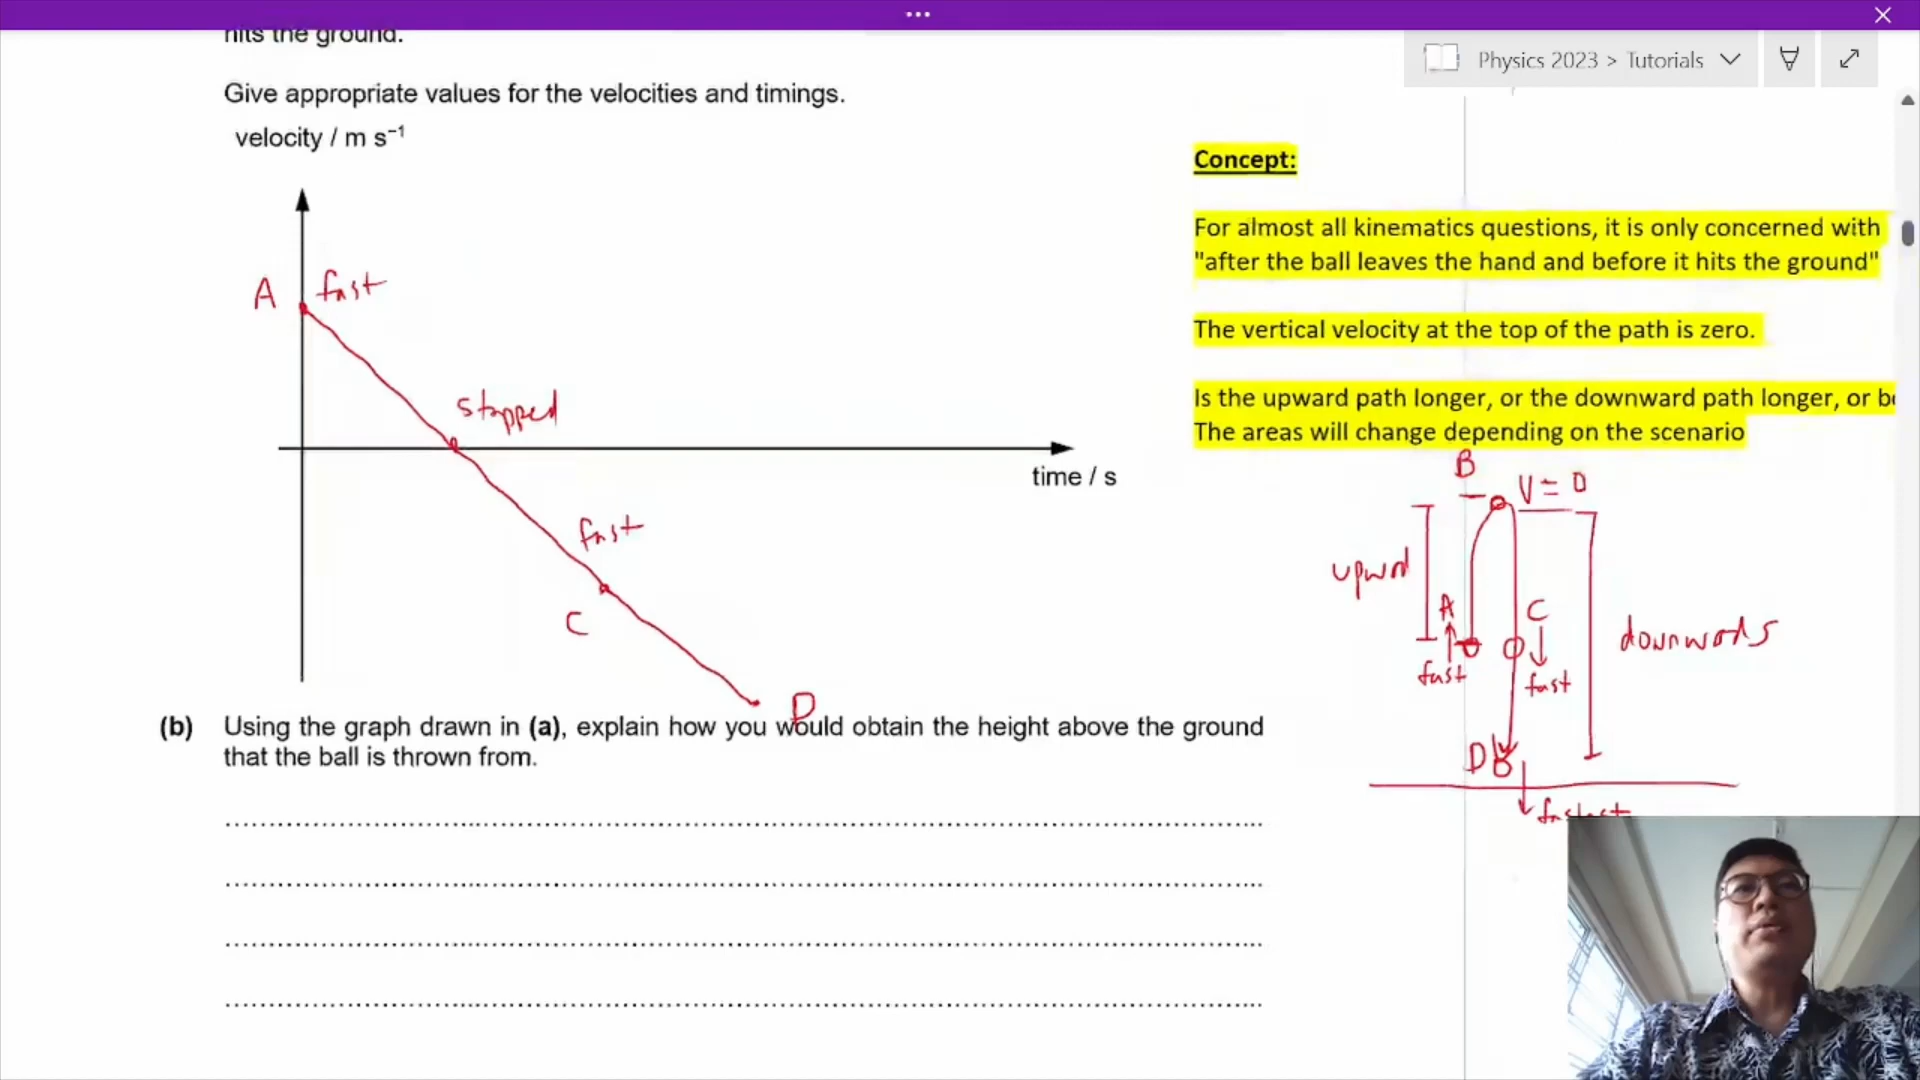 hits the ground.
Physics 2023 > Tutorials
Give appropriate values for the velocities and timings.
velocity / m s⁻¹
A fast
stopped
time / s
fast
C
D
(b) Using the graph drawn in (a), explain how you would obtain the height above the ground
that the ball is thrown from.
Concept:
For almost all kinematics questions, it is only concerned with
"after the ball leaves the hand and before it hits the ground"
The vertical velocity at the top of the path is zero.
Is the upward path longer, or the downward path longer, or
The areas will change depending on the scenario
B
V = 0
upwrd
A
C
downwards
fast
fast
D